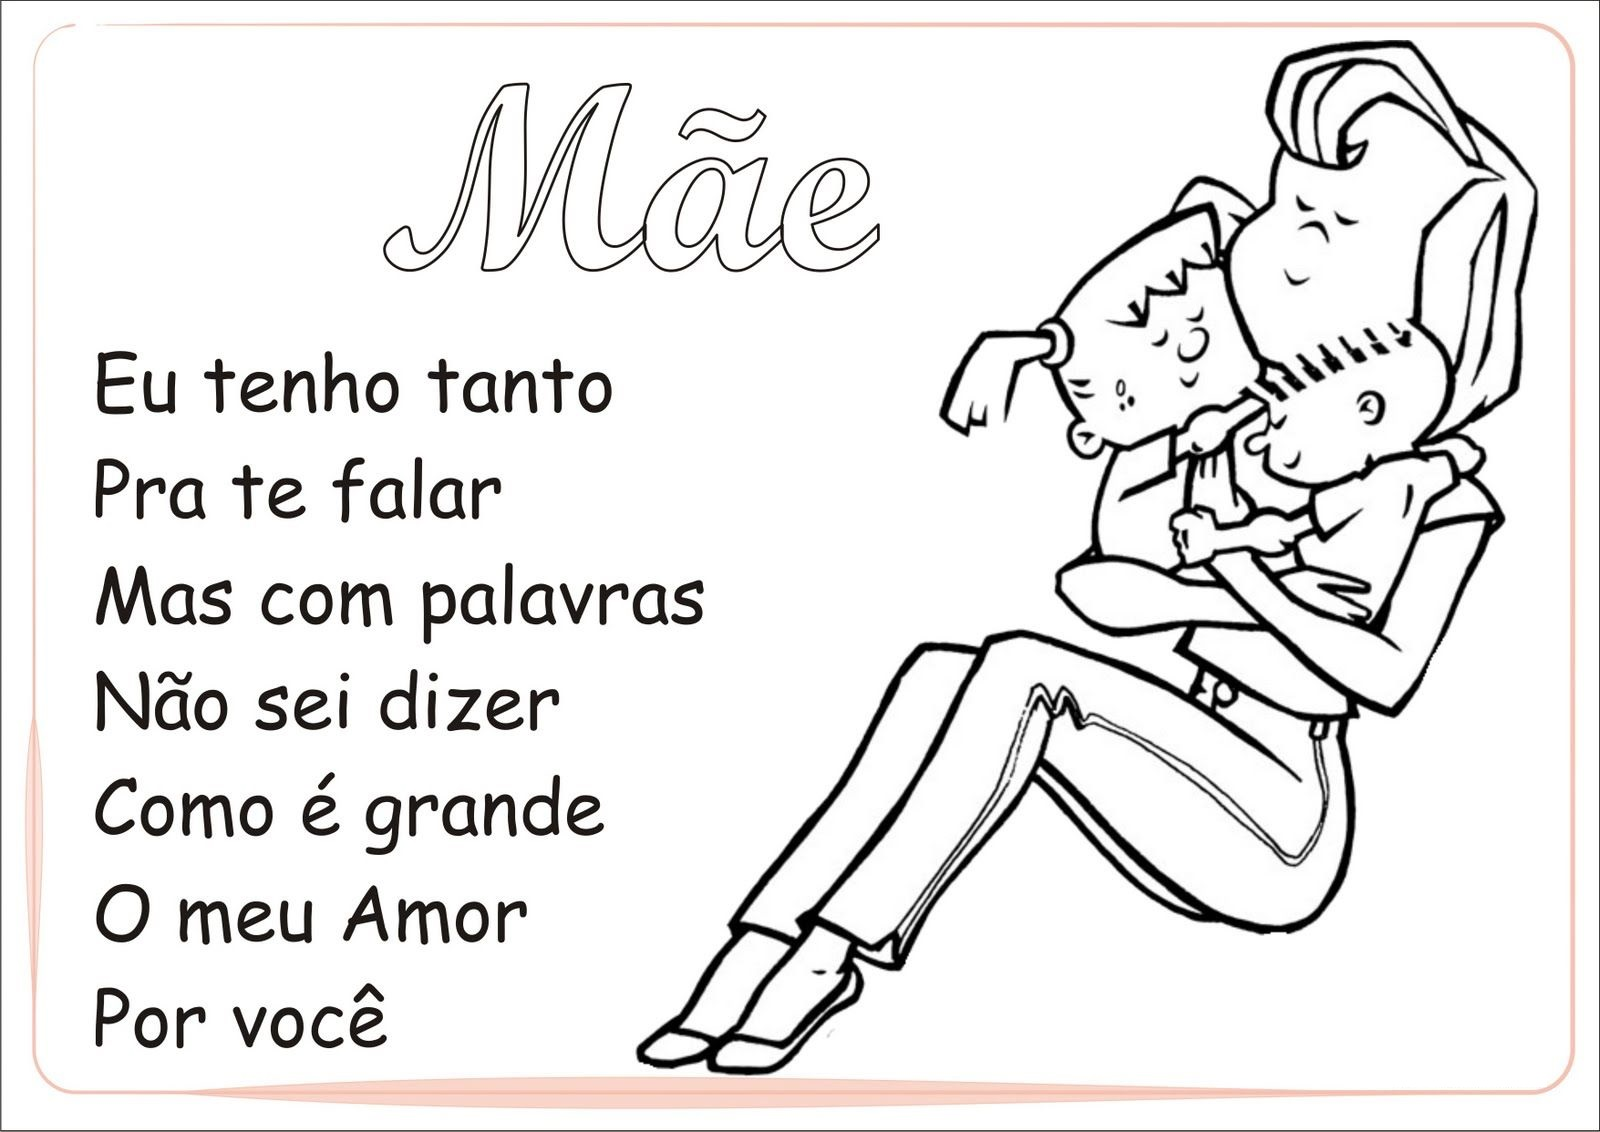 Mãe
Eu tenho tanto
Pra te falar
Mas com palavras
Não sei dizer
Como é grande
O meu Amor
Por você